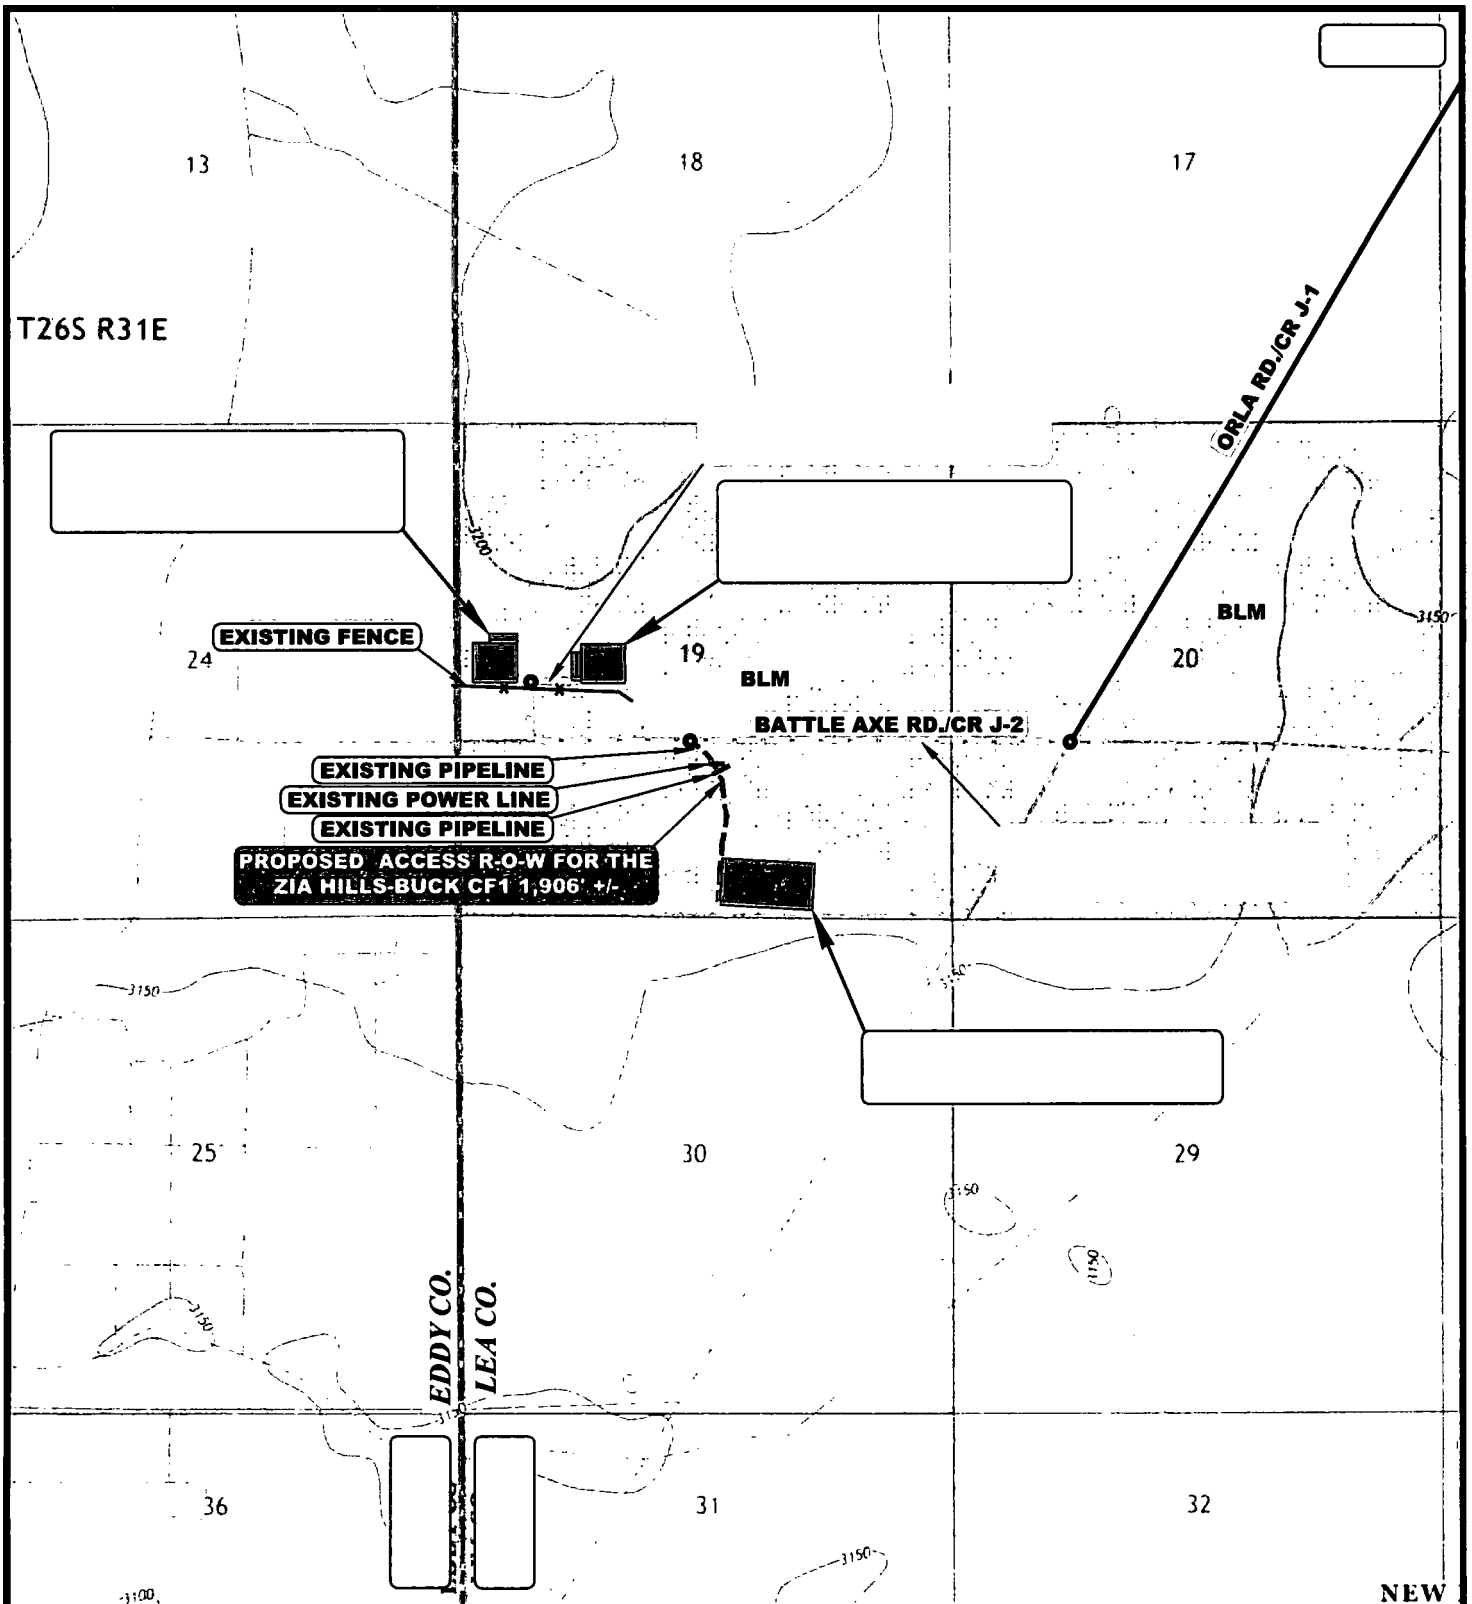 13
18
17
T26S R31E
ORLA RD./CR J-1
3200
BLM
3150
EXISTING FENCE
24
19
20
BLM
BATTLE AXE RD./CR J-2
EXISTING PIPELINE
EXISTING POWER LINE
EXISTING PIPELINE
PROPOSED ACCESS R-O-W FOR THE
ZIA HILLS-BUCK CF1 1,906' +/-
3150
3150
25
30
29
3150
3150
3150
EDDY CO.
LEA CO.
36
31
32
3150
3100
NEW